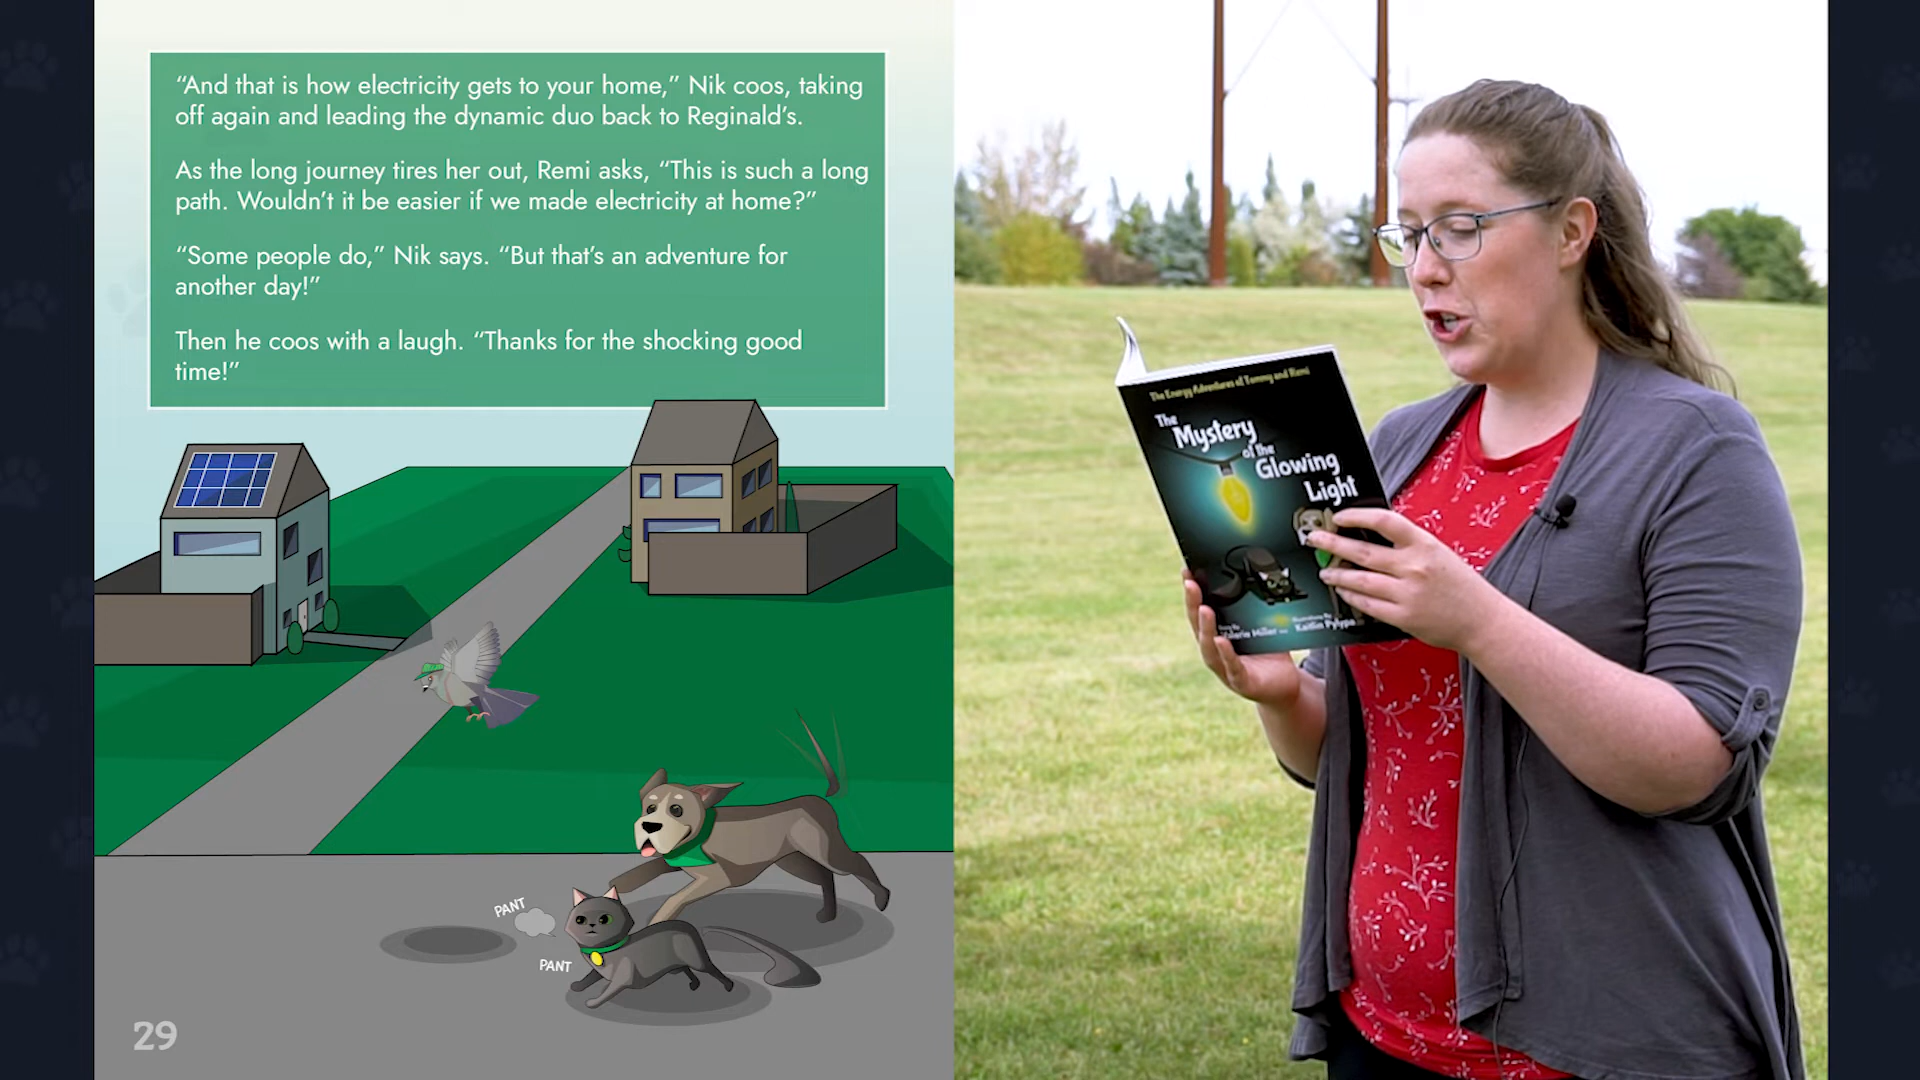 “And that is how electricity gets to your home,” Nik coos, taking
off again and leading the dynamic duo back to Reginald’s.
As the long journey tires her out, Remi asks, “This is such a long
path. Wouldn’t it be easier if we made electricity at home?”
“Some people do,” Nik says. “But that’s an adventure for
another day!”
Then he coos with a laugh. “Thanks for the shocking good
time!”
PANT
PANT
29
The Energy Adventures of Tommy and Remi
The
Mystery
of the
Glowing
Light
Valerie Miller
Kaitlin Pylypa